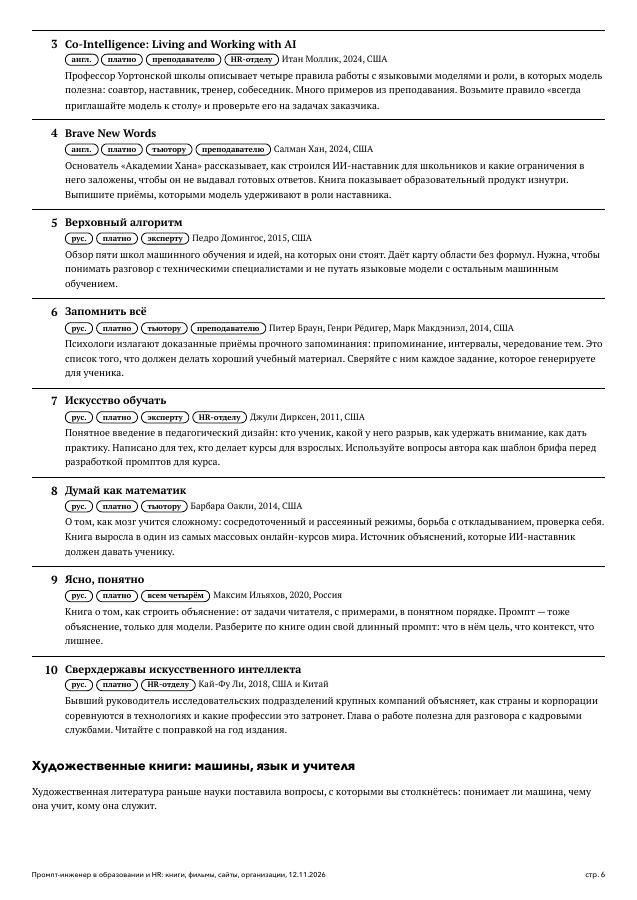 3 Co-Intelligence: Living and Working with AI
англ. платно преподавателю HR-отделу Итан Моллик, 2024, США
Профессор Уортонской школы описывает четыре правила работы с языковыми моделями и роли, в которых модель
полезна: соавтор, наставник, тренер, собеседник. Много примеров из преподавания. Возьмите правило «всегда
приглашайте модель к столу» и проверьте его на задачах заказчика.
4 Brave New Words
англ. платно тьютору преподавателю Салман Хан, 2024, США
Основатель «Академии Хана» рассказывает, как строился ИИ-наставник для школьников и какие ограничения в
него заложены, чтобы он не выдавал готовых ответов. Книга показывает образовательный продукт изнутри.
Выпишите приёмы, которыми модель удерживают в роли наставника.
5 Верховный алгоритм
рус. платно эксперту Педро Домингос, 2015, США
Обзор пяти школ машинного обучения и идей, на которых они стоят. Даёт карту области без формул. Нужна, чтобы
понимать разговор с техническими специалистами и не путать языковые модели с остальным машинным
обучением.
6 Запомнить всё
рус. платно тьютору преподавателю Питер Браун, Генри Рёдигер, Марк Макдэниэл, 2014, США
Психологи излагают доказанные приёмы прочного запоминания: припоминание, интервалы, чередование тем. Это
список того, что должен делать хороший учебный материал. Сверяйте с ним каждое задание, которое генерируете
для ученика.
7 Искусство обучать
рус. платно эксперту HR-отделу Джули Дирксен, 2011, США
Понятное введение в педагогический дизайн: кто ученик, какой у него разрыв, как удержать внимание, как дать
практику. Написано для тех, кто делает курсы для взрослых. Используйте вопросы автора как шаблон брифа перед
разработкой промптов для курса.
8 Думай как математик
рус. платно тьютору Барбара Оакли, 2014, США
О том, как мозг учится сложному: сосредоточенный и рассеянный режимы, борьба с откладыванием, проверка себя.
Книга выросла в один из самых массовых онлайн-курсов мира. Источник объяснений, которые ИИ-наставник
должен давать ученику.
9 Ясно, понятно
рус. платно всем четырём Максим Ильяхов, 2020, Россия
Книга о том, как строить объяснение: от задачи читателя, с примерами, в понятном порядке. Промпт — тоже
объяснение, только для модели. Разберите по книге один свой длинный промпт: что в нём цель, что контекст, что
лишнее.
10 Сверхдержавы искусственного интеллекта
рус. платно HR-отделу Кай-Фу Ли, 2018, США и Китай
Бывший руководитель исследовательских подразделений крупных компаний объясняет, как страны и корпорации
соревнуются в технологиях и какие профессии это затронет. Глава о работе полезна для разговора с кадровыми
службами. Читайте с поправкой на год издания.
Художественные книги: машины, язык и учителя
Художественная литература раньше науки поставила вопросы, с которыми вы столкнётесь: понимает ли машина, чему
она учит, кому она служит.
Промпт-инженер в образовании и HR: книги, фильмы, сайты, организации, 12.11.2026 стр. 6